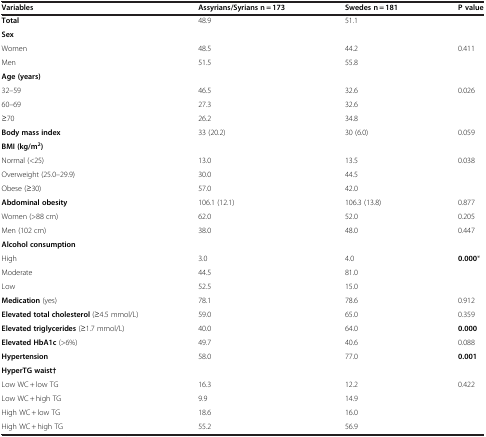 Variables Assyrians/Syrians n = 173 Swedes n = 181 P value
Total 48.9 51.1
Sex
Women 48.5 44.2 0.411
Men 51.5 55.8
Age (years)
32–59 46.5 32.6 0.026
60–69 27.3 32.6
≥70 26.2 34.8
Body mass index 33 (20.2) 30 (6.0) 0.059
BMI (kg/m²)
Normal (<25) 13.0 13.5 0.038
Overweight (25.0–29.9) 30.0 44.5
Obese (≥30) 57.0 42.0
Abdominal obesity 106.1 (12.1) 106.3 (13.8) 0.877
Women (>88 cm) 62.0 52.0 0.205
Men (102 cm) 38.0 48.0 0.447
Alcohol consumption
High 3.0 4.0 0.000*
Moderate 44.5 81.0
Low 52.5 15.0
Medication (yes) 78.1 78.6 0.912
Elevated total cholesterol (≥4.5 mmol/L) 59.0 65.0 0.359
Elevated triglycerides (≥1.7 mmol/L) 40.0 64.0 0.000
Elevated HbA1c (>6%) 49.7 40.6 0.088
Hypertension 58.0 77.0 0.001
HyperTG waist†
Low WC + low TG 16.3 12.2 0.422
Low WC + high TG 9.9 14.9
High WC + low TG 18.6 16.0
High WC + high TG 55.2 56.9